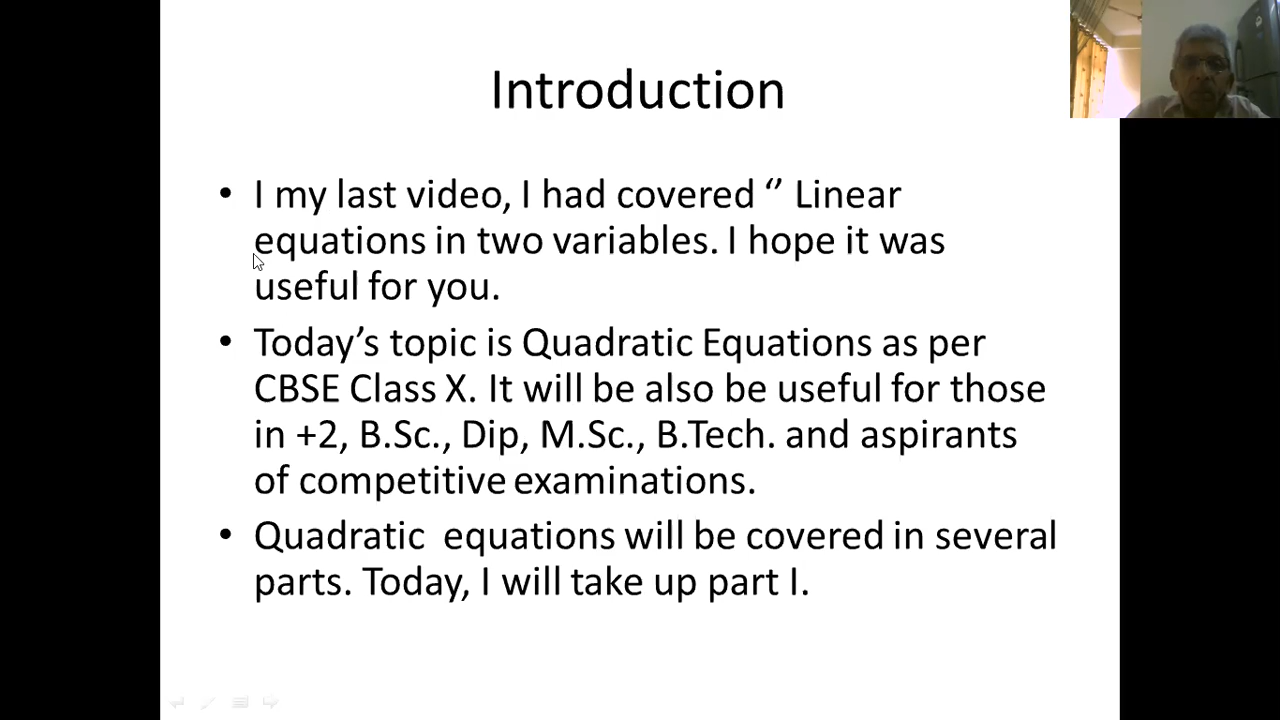 Introduction
• I my last video, I had covered ‘’ Linear
equations in two variables. I hope it was
useful for you.
• Today’s topic is Quadratic Equations as per
CBSE Class X. It will be also be useful for those
in +2, B.Sc., Dip, M.Sc., B.Tech. and aspirants
of competitive examinations.
• Quadratic  equations will be covered in several
parts. Today, I will take up part I.